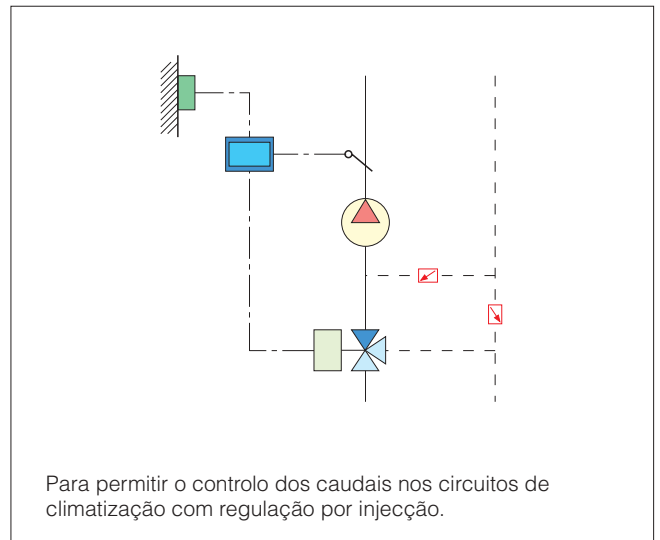 Para permitir o controlo dos caudais nos circuitos de
climatização com regulação por injecção.